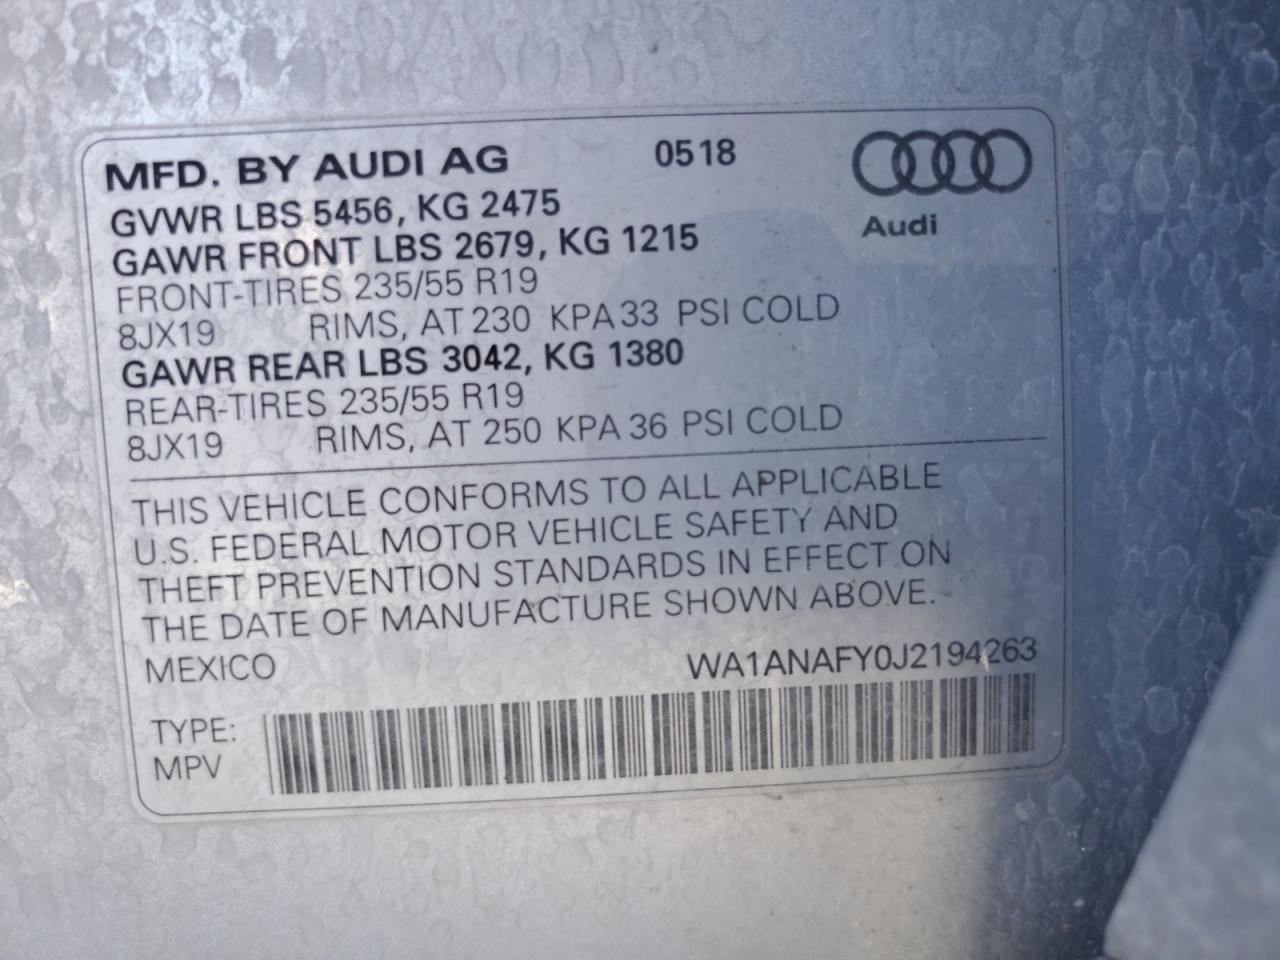 MFD. BY AUDI AG 0518
GVWR LBS 5456, KG 2475
Audi
GAWR FRONT LBS 2679, KG 1215
FRONT-TIRES 235/55 R19
8JX19 RIMS, AT 230 KPA 33 PSI COLD
GAWR REAR LBS 3042, KG 1380
REAR-TIRES 235/55 R19
8JX19 RIMS, AT 250 KPA 36 PSI COLD
THIS VEHICLE CONFORMS TO ALL APPLICABLE
U.S. FEDERAL MOTOR VEHICLE SAFETY AND
THEFT PREVENTION STANDARDS IN EFFECT ON
THE DATE OF MANUFACTURE SHOWN ABOVE.
MEXICO WA1ANAFY0J2194263
TYPE:
MPV